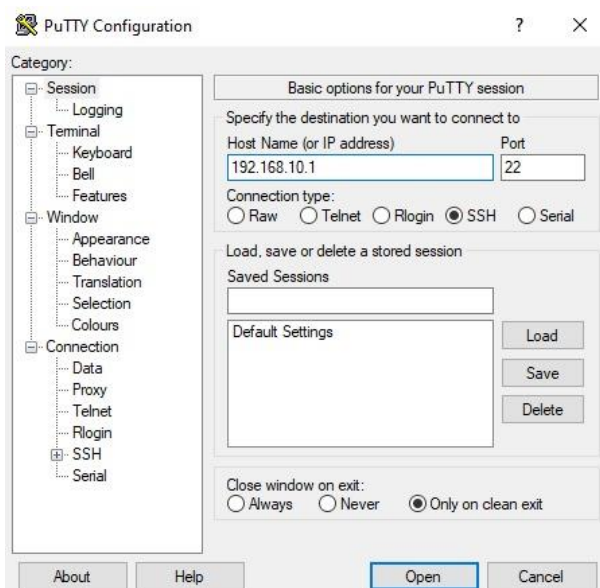 PuTTY Configuration
? X
Category:
Session
Logging
Terminal
Keyboard
Bell
Features
Window
Appearance
Behaviour
Translation
Selection
Colours
Connection
Data
Proxy
Telnet
Rlogin
SSH
Serial
Basic options for your PuTTY session
Specify the destination you want to connect to
Host Name (or IP address) Port
192.168.10.1 22
Connection type:
Raw Telnet Rlogin SSH Serial
Load, save or delete a stored session
Saved Sessions
Default Settings
Load
Save
Delete
Close window on exit:
Always Never Only on clean exit
About Help Open Cancel